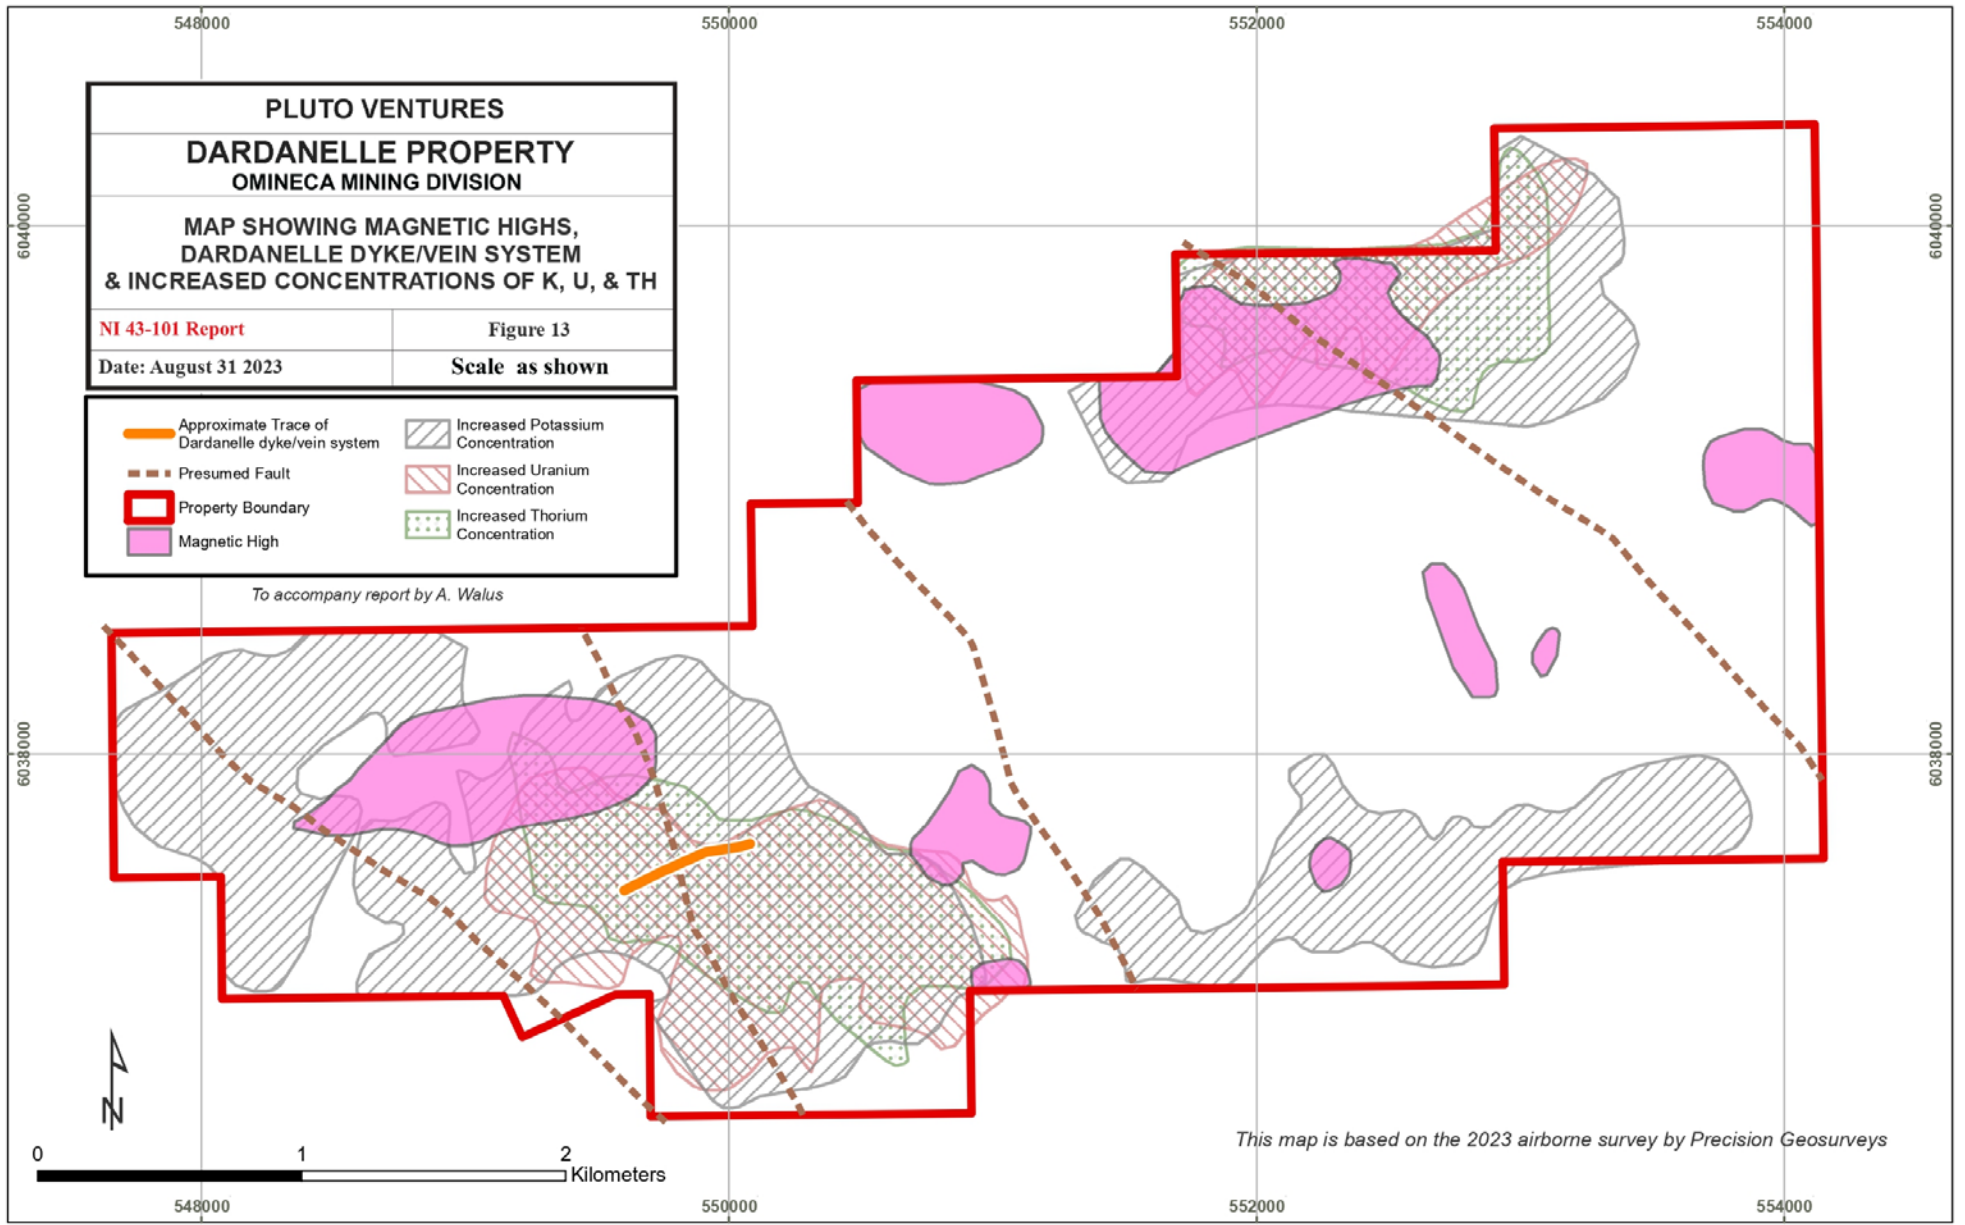 548000
550000
552000
554000
PLUTO VENTURES
DARDANELLE PROPERTY
OMINECA MINING DIVISION
MAP SHOWING MAGNETIC HIGHS,
DARDANELLE DYKE/VEIN SYSTEM
& INCREASED CONCENTRATIONS OF K, U, & TH
NI 43-101 Report
Figure 13
Date: August 31 2023
Scale as shown
6040000
6040000
Approximate Trace of
Dardanelle dyke/vein system
Presumed Fault
Property Boundary
Magnetic High
Increased Potassium
Concentration
Increased Uranium
Concentration
Increased Thorium
Concentration
To accompany report by A. Walus
6038000
6038000
N
0
1
2
Kilometers
This map is based on the 2023 airborne survey by Precision Geosurveys
548000
550000
552000
554000